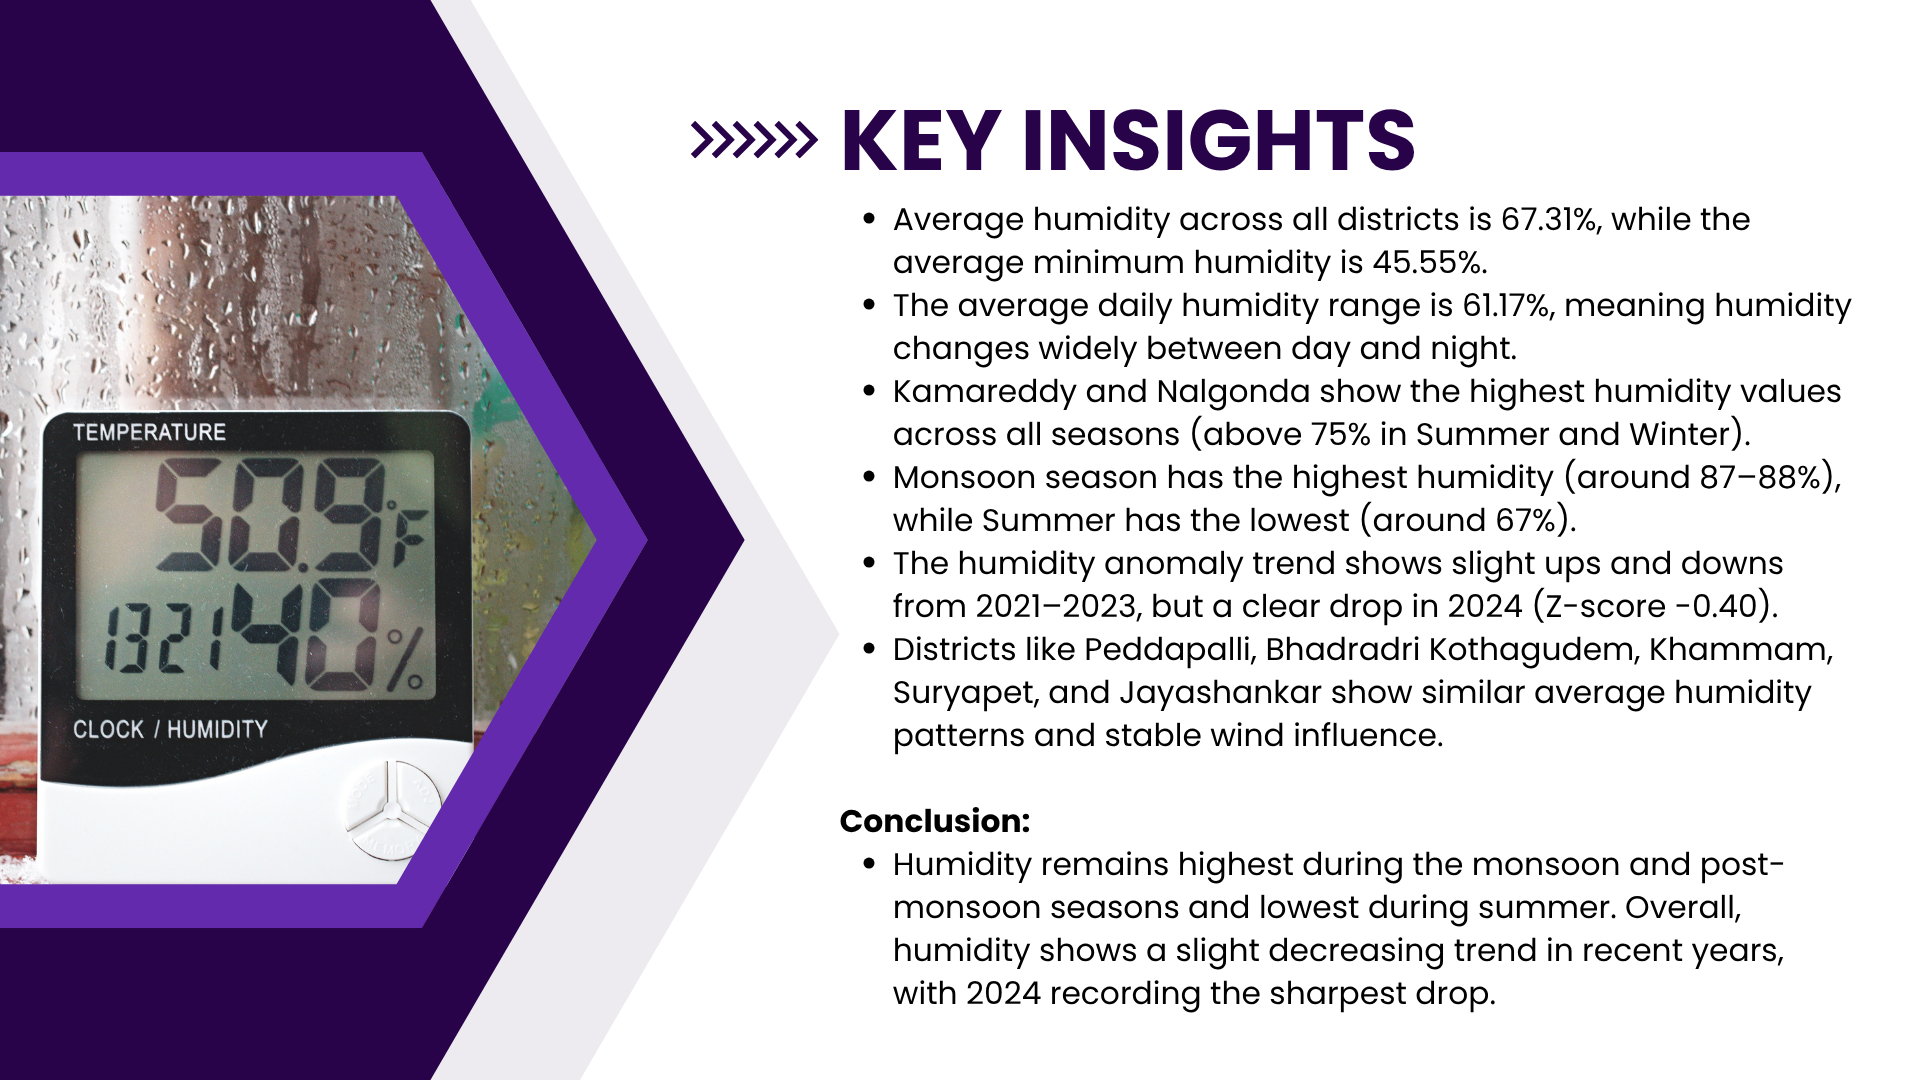 KEY INSIGHTS
• Average humidity across all districts is 67.31%, while the
average minimum humidity is 45.55%.
• The average daily humidity range is 61.17%, meaning humidity
changes widely between day and night.
• Kamareddy and Nalgonda show the highest humidity values
across all seasons (above 75% in Summer and Winter).
• Monsoon season has the highest humidity (around 87–88%),
while Summer has the lowest (around 67%).
• The humidity anomaly trend shows slight ups and downs
from 2021–2023, but a clear drop in 2024 (Z-score -0.40).
• Districts like Peddapalli, Bhadradri Kothagudem, Khammam,
Suryapet, and Jayashankar show similar average humidity
patterns and stable wind influence.
Conclusion:
• Humidity remains highest during the monsoon and post-
monsoon seasons and lowest during summer. Overall,
humidity shows a slight decreasing trend in recent years,
with 2024 recording the sharpest drop.
TEMPERATURE
50.9°F
1321 40%
CLOCK / HUMIDITY